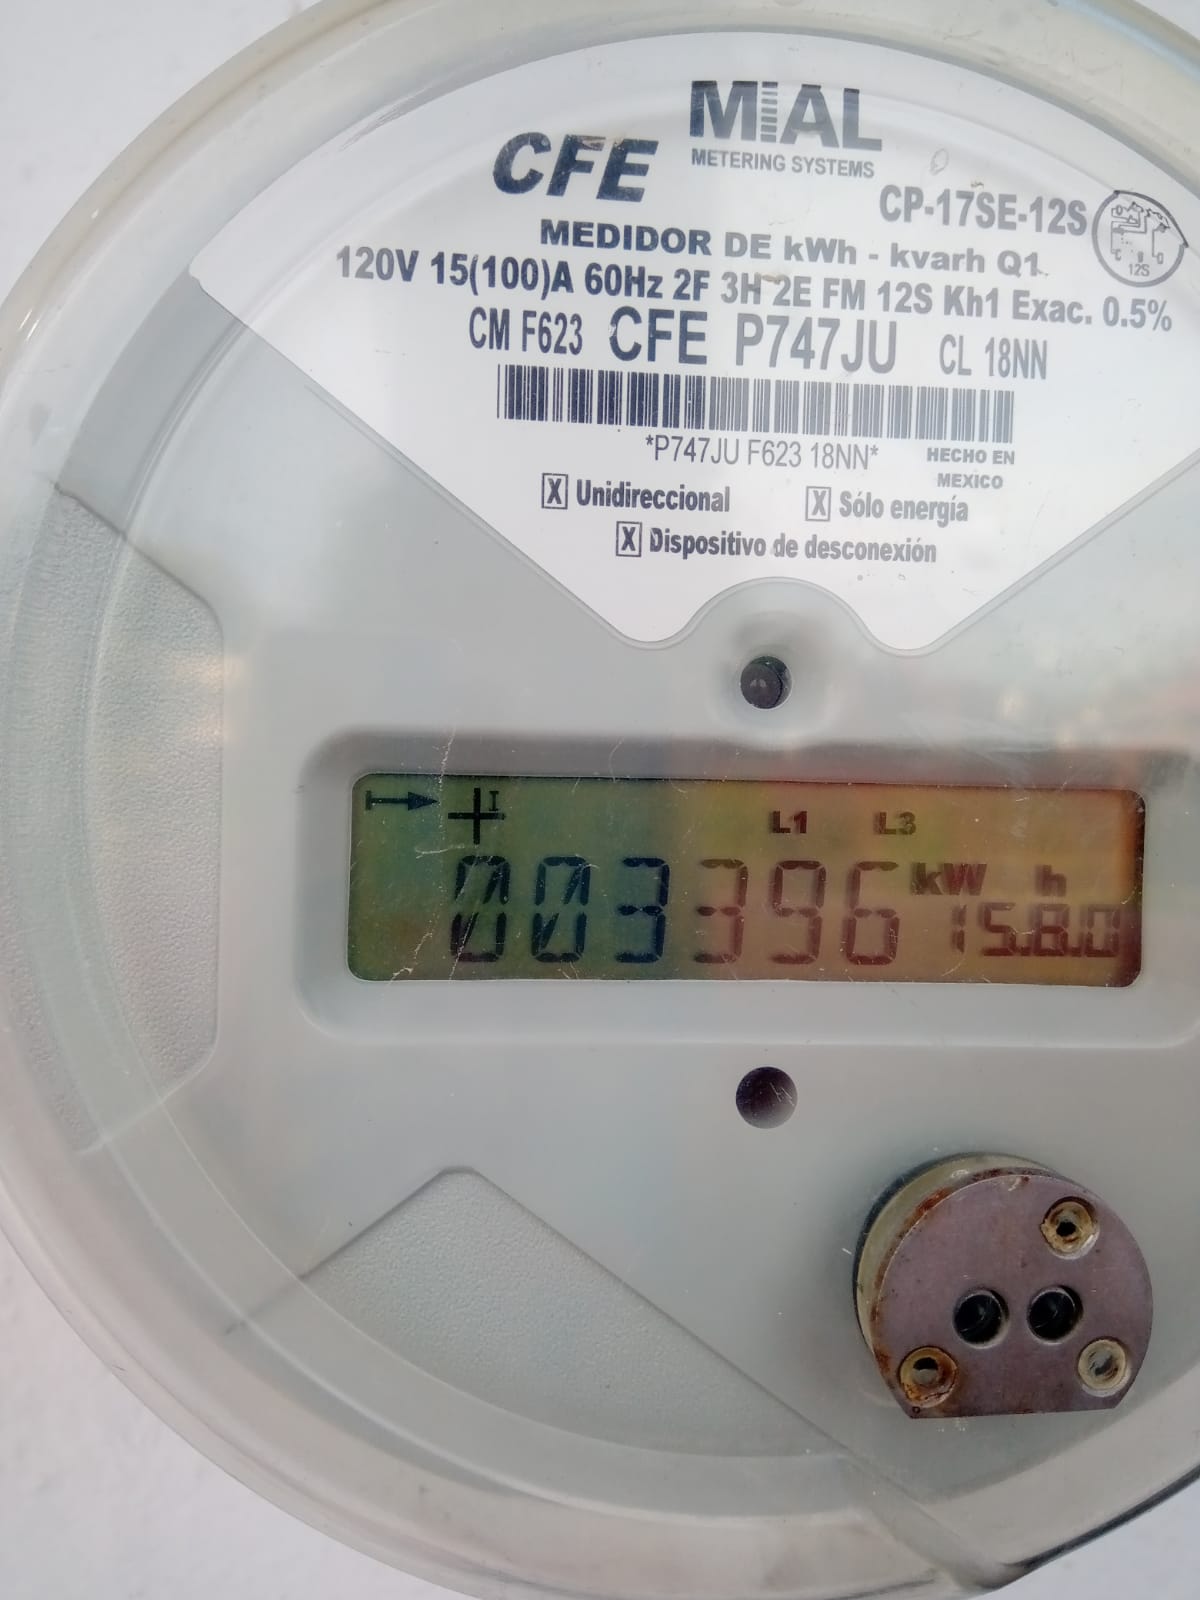 MIAL
METERING SYSTEMS
CFE
CP-17SE-12S
12S
MEDIDOR DE kWh - kvarh Q1
120V 15(100)A 60Hz 2F 3H 2E FM 12S Kh1 Exac. 0.5%
CM F623 CFE P747JU CL 18NN
*P747JU F623 18NN*
HECHO EN
MEXICO
X Unidireccional X Sólo energía
X Dispositivo de desconexión
I L1 L3
003396 kW h
15.8.0